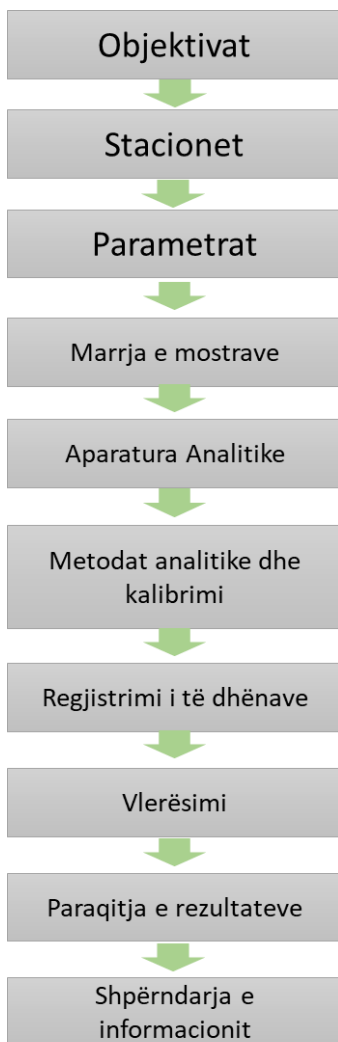 Objektivat
Stacionet
Parametrat
Marrja e mostrave
Aparatura Analitike
Metodat analitike dhe
kalibrimi
Regjistrimi i të dhënave
Vlerësimi
Paraqitja e rezultateve
Shpërndarja e
informacionit